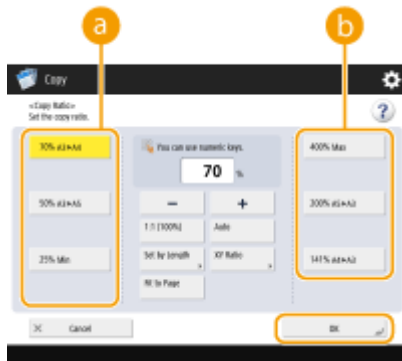 a
b
Copy
<Copy Ratio>
Set the copy ratio.
?
70% A3►A4
You can use numeric keys.
400% Max
70 %
50% A3►A5
−
+
200% A5►A3
1:1 (100%)
Auto
25% Min
Set by Length
XY Ratio
141% A4►A3
Fit to Page
× Cancel
OK